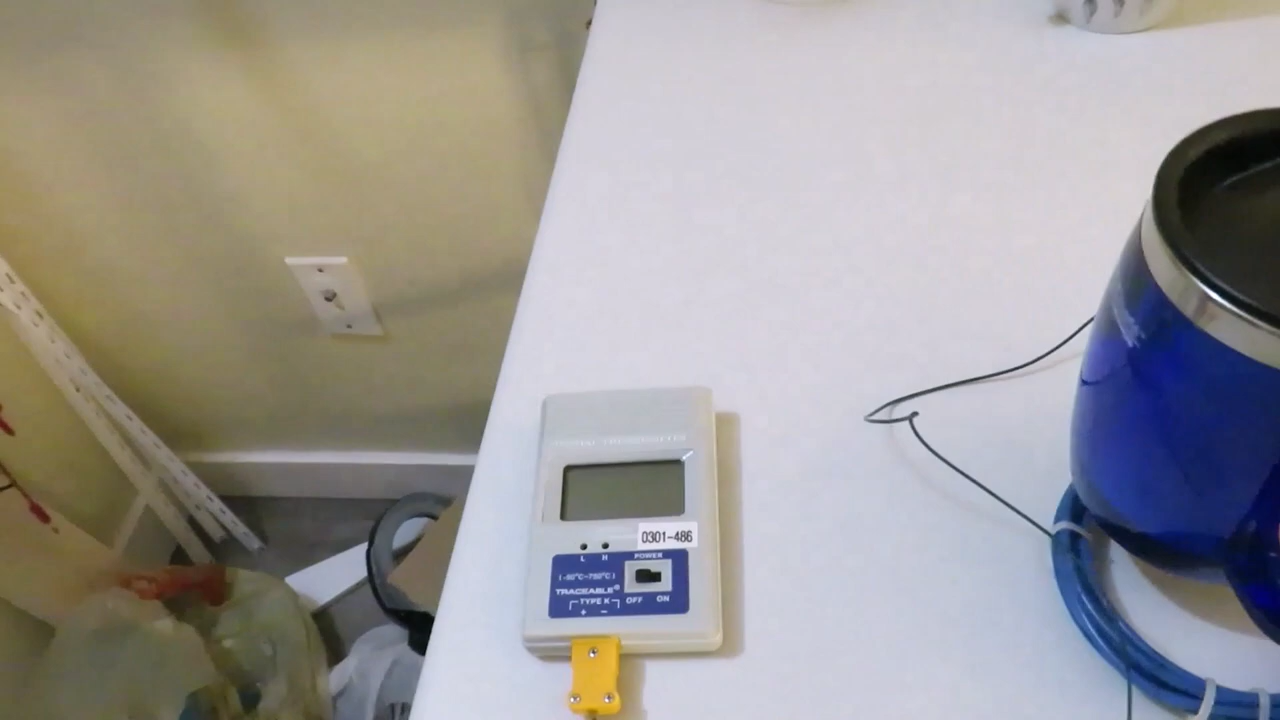 0301-486
L H POWER
(-50°C~750°C)
TRACEABLE®
TYPE K OFF ON
+ −